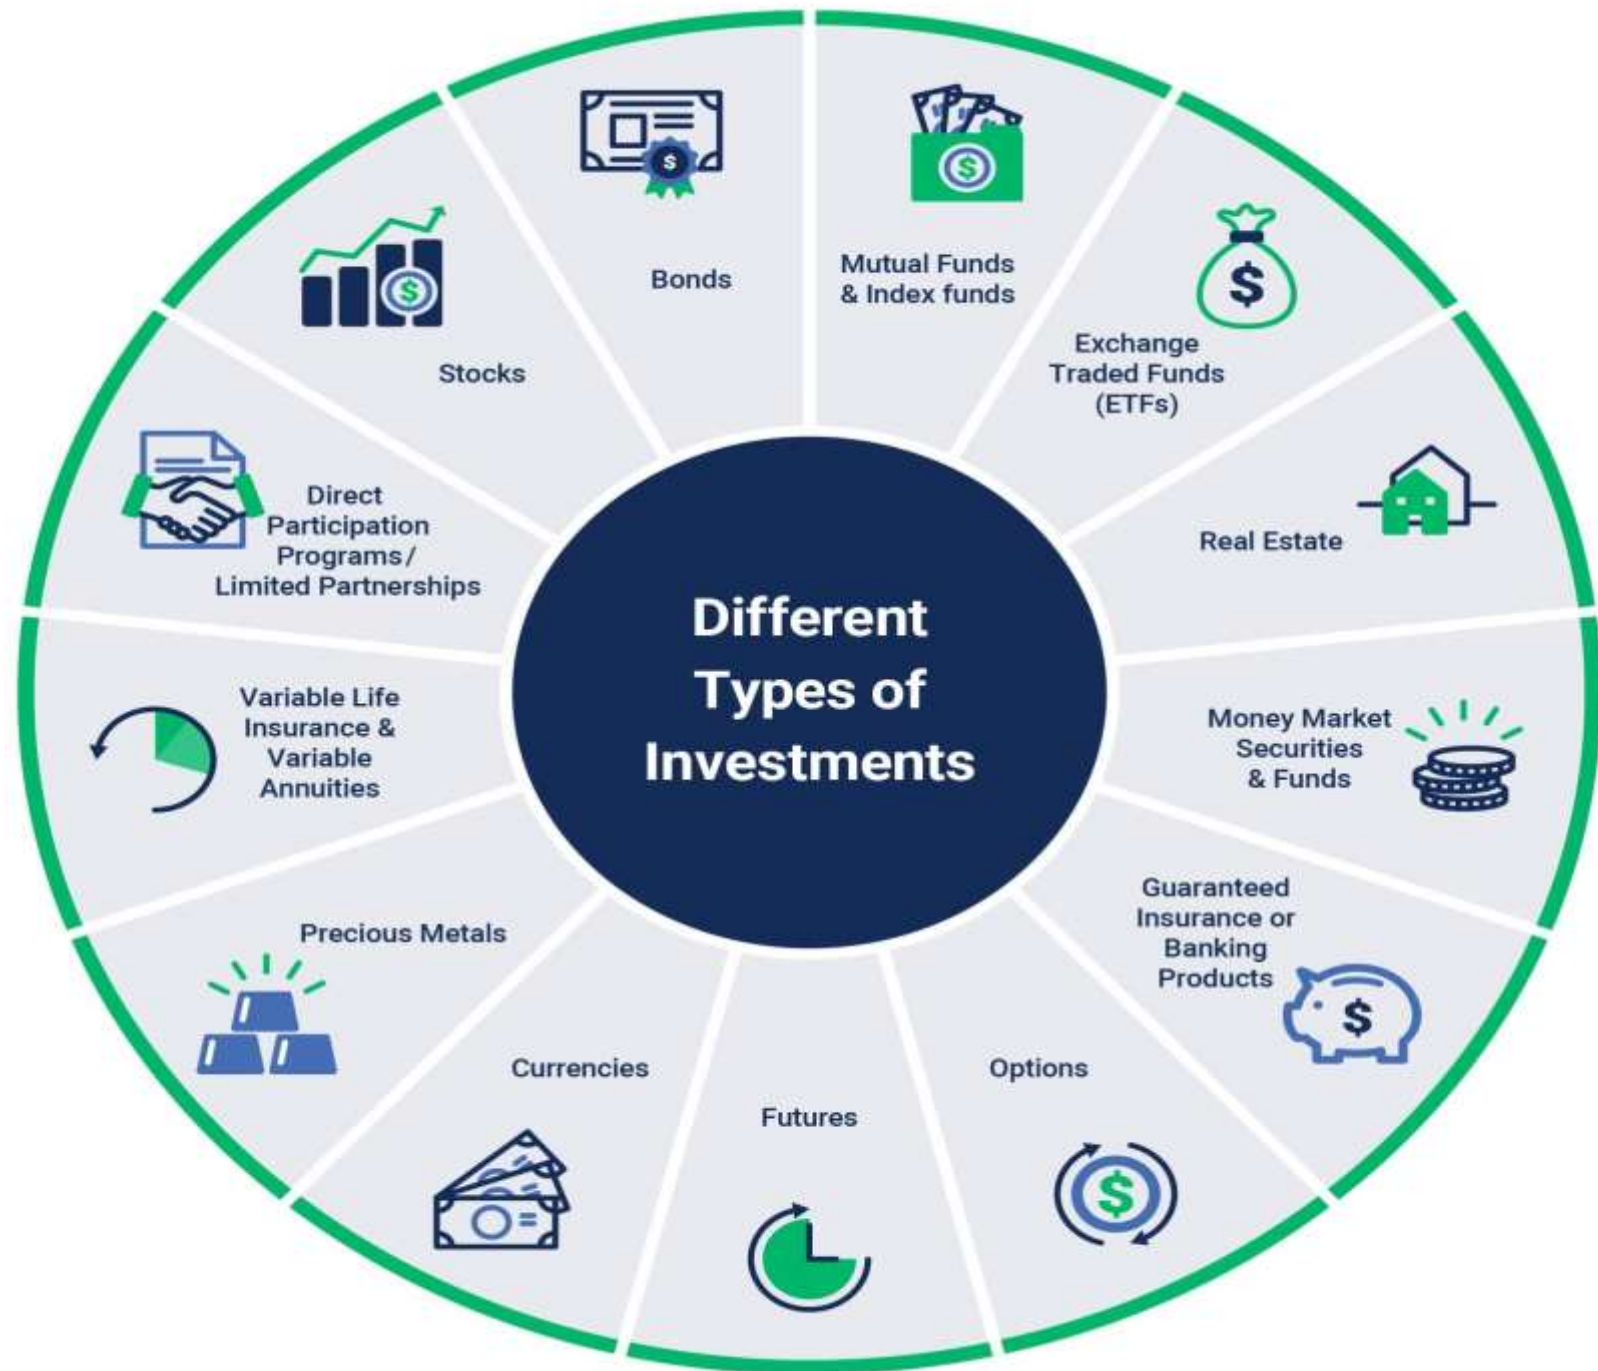 Different
Types of
Investments
Bonds
Mutual Funds
& Index funds
Exchange
Traded Funds
(ETFs)
$
Real Estate
Money Market
Securities
& Funds
Guaranteed
Insurance or
Banking
Products
$
Options
$
Futures
Currencies
Precious Metals
Variable Life
Insurance &
Variable
Annuities
Direct
Participation
Programs/
Limited Partnerships
Stocks
$
$
$